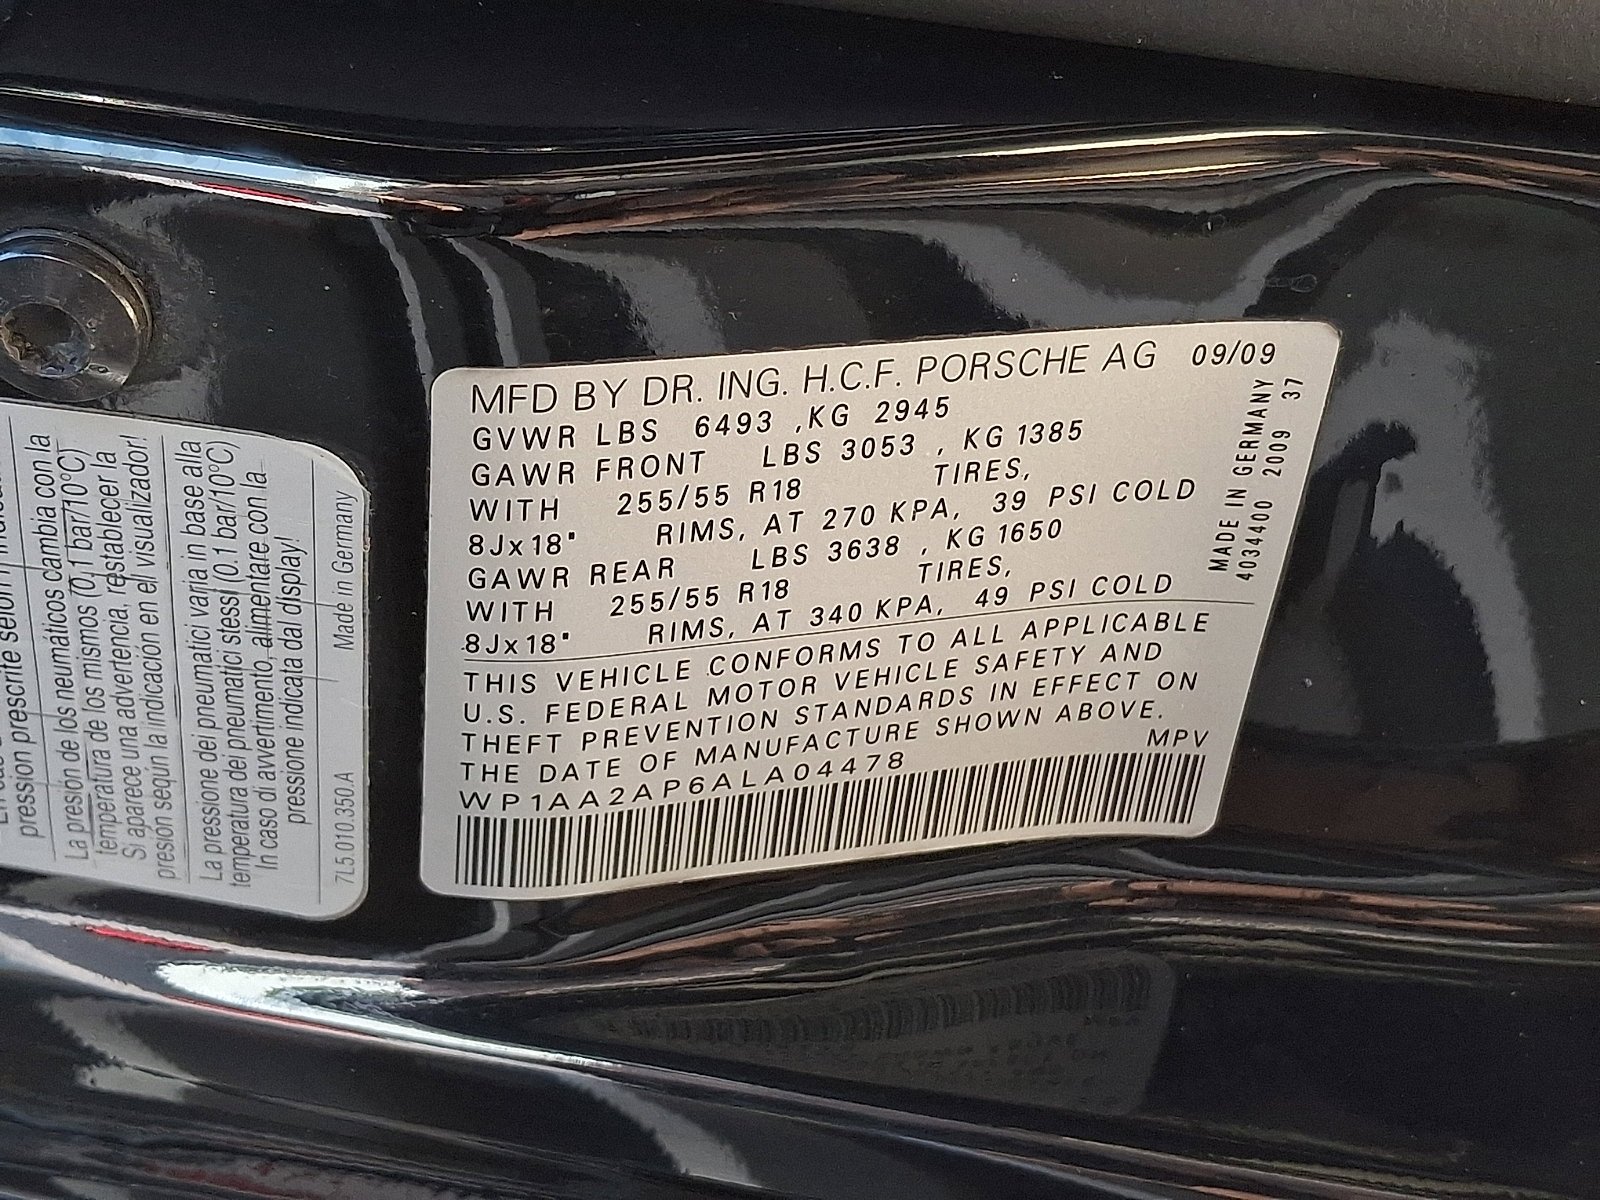 pression prescrite selon l'indication
La presión de los neumáticos cambia con la
temperatura de los mismos (0,1 bar/10°C)
Si aparece una advertencia, restablecer la
presión según la indicación en el visualizador!
La pressione dei pneumatici varia in base alla
temperatura dei pneumatici stessi (0.1 bar/10°C)
In caso di avvertimento, alimentare con la
pressione indicata dal display!
7L5.010.350.A Made in Germany
MFD BY DR. ING. H.C.F. PORSCHE AG 09/09
GVWR LBS 6493 ,KG 2945
GAWR FRONT LBS 3053 , KG 1385
WITH 255/55 R18 TIRES,
8Jx18" RIMS, AT 270 KPA, 39 PSI COLD
GAWR REAR LBS 3638 , KG 1650
WITH 255/55 R18 TIRES,
8Jx18" RIMS, AT 340 KPA, 49 PSI COLD
THIS VEHICLE CONFORMS TO ALL APPLICABLE
U.S. FEDERAL MOTOR VEHICLE SAFETY AND
THEFT PREVENTION STANDARDS IN EFFECT ON
THE DATE OF MANUFACTURE SHOWN ABOVE.
WP1AA2AP6ALA04478 MPV
MADE IN GERMANY
4034400 2009 37